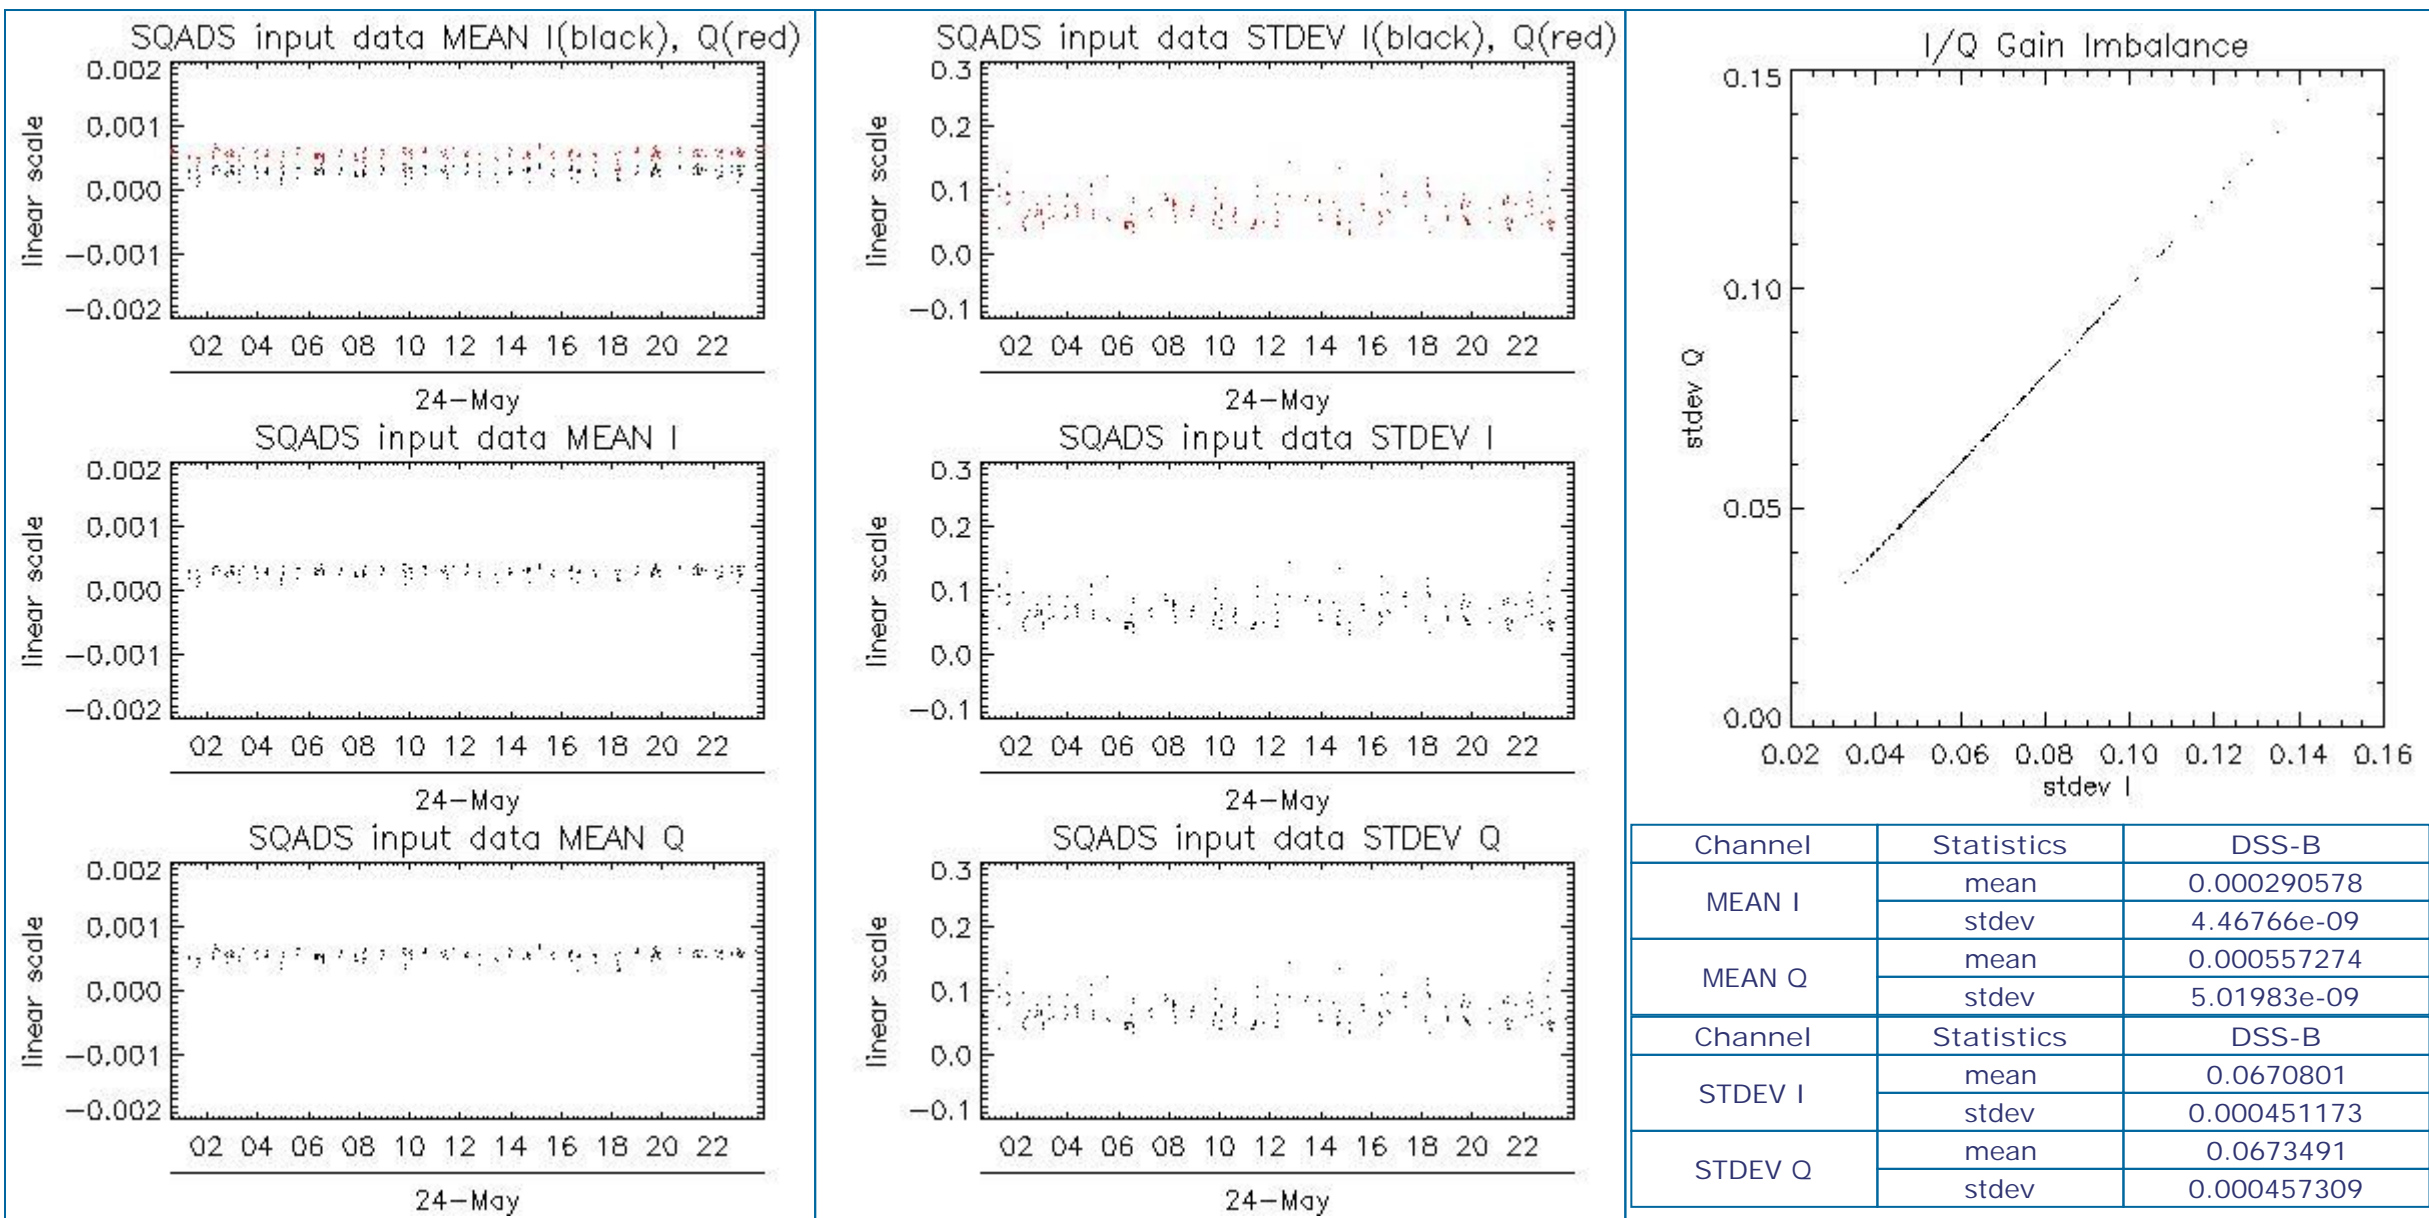 SQADS input data MEAN I(black), Q(red)
0.002
0.001
0.000
−0.001
−0.002
linear scale
02 04 06 08 10 12 14 16 18 20 22
24−May
SQADS input data MEAN I
0.002
0.001
0.000
−0.001
−0.002
linear scale
02 04 06 08 10 12 14 16 18 20 22
24−May
SQADS input data MEAN Q
0.002
0.001
0.000
−0.001
−0.002
linear scale
02 04 06 08 10 12 14 16 18 20 22
24−May
SQADS input data STDEV I(black), Q(red)
0.3
0.2
0.1
0.0
−0.1
linear scale
02 04 06 08 10 12 14 16 18 20 22
24−May
SQADS input data STDEV I
0.3
0.2
0.1
0.0
−0.1
linear scale
02 04 06 08 10 12 14 16 18 20 22
24−May
SQADS input data STDEV Q
0.3
0.2
0.1
0.0
−0.1
linear scale
02 04 06 08 10 12 14 16 18 20 22
24−May
I/Q Gain Imbalance
0.15
0.10
0.05
0.00
stdev Q
0.02 0.04 0.06 0.08 0.10 0.12 0.14 0.16
stdev I
Channel Statistics DSS-B
MEAN I mean 0.000290578
stdev 4.46766e-09
MEAN Q mean 0.000557274
stdev 5.01983e-09
Channel Statistics DSS-B
STDEV I mean 0.0670801
stdev 0.000451173
STDEV Q mean 0.0673491
stdev 0.000457309